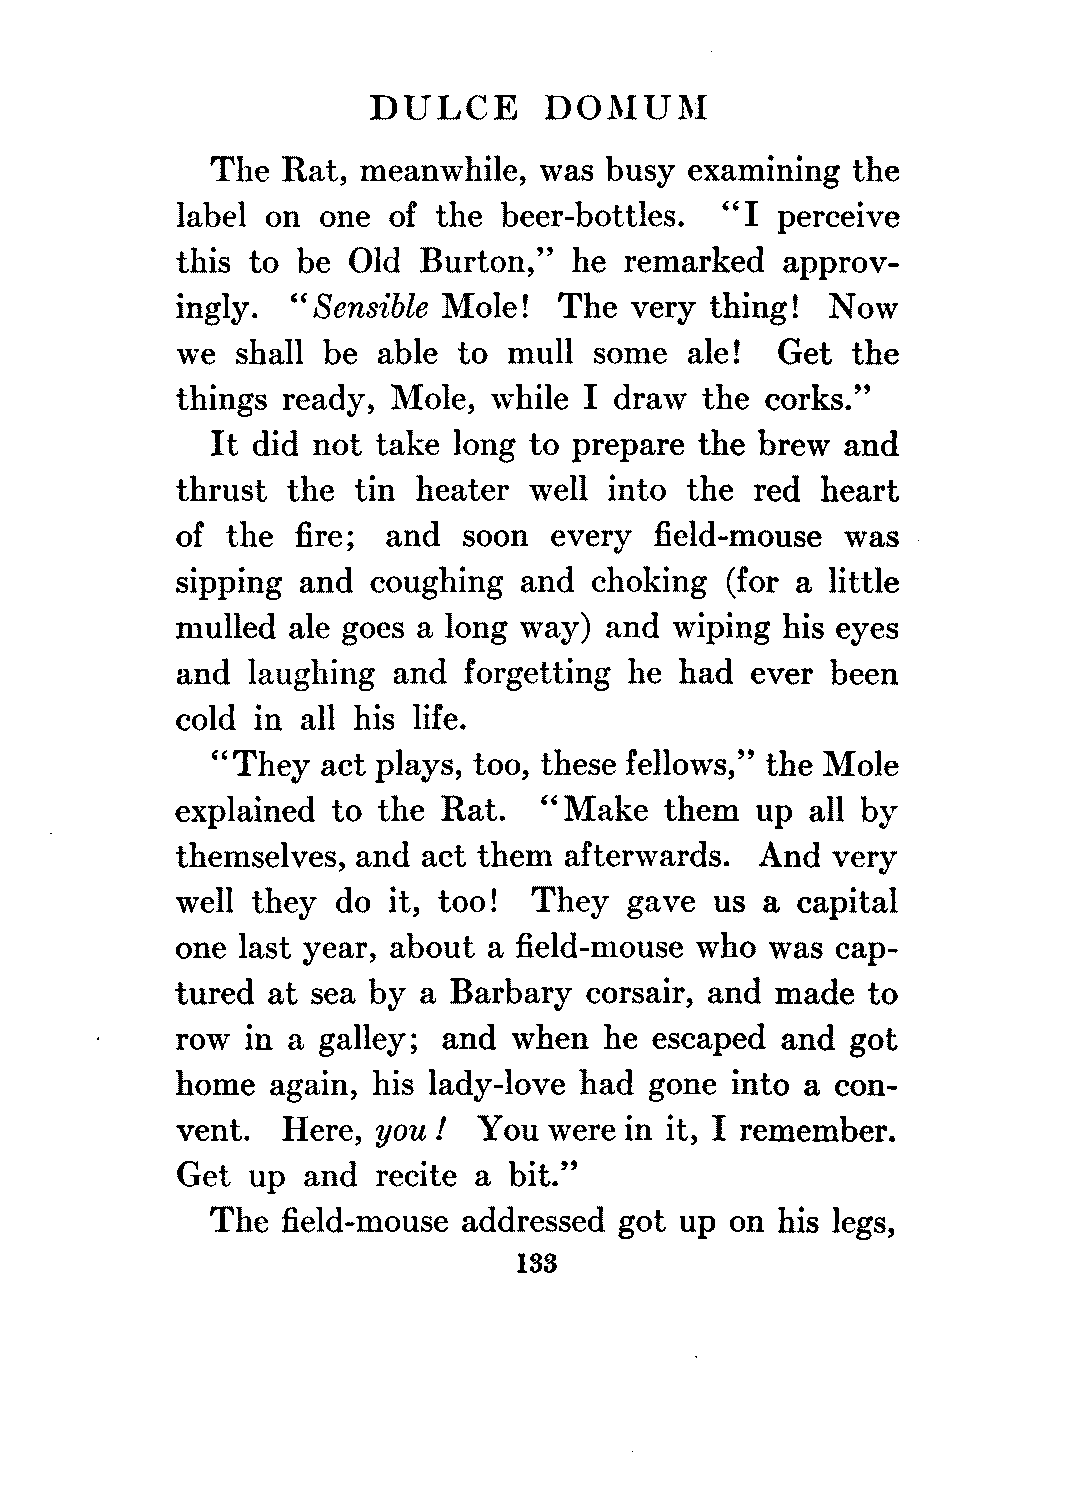 DULCE DOMUM
The Rat, meanwhile, was busy examining the
label on one of the beer-bottles. “I perceive
this to be Old Burton,” he remarked approv-
ingly. “Sensible Mole! The very thing! Now
we shall be able to mull some ale! Get the
things ready, Mole, while I draw the corks.”
It did not take long to prepare the brew and
thrust the tin heater well into the red heart
of the fire; and soon every field-mouse was
sipping and coughing and choking (for a little
mulled ale goes a long way) and wiping his eyes
and laughing and forgetting he had ever been
cold in all his life.
“They act plays, too, these fellows,” the Mole
explained to the Rat. “Make them up all by
themselves, and act them afterwards. And very
well they do it, too! They gave us a capital
one last year, about a field-mouse who was cap-
tured at sea by a Barbary corsair, and made to
row in a galley; and when he escaped and got
home again, his lady-love had gone into a con-
vent. Here, you! You were in it, I remember.
Get up and recite a bit.”
The field-mouse addressed got up on his legs,
133